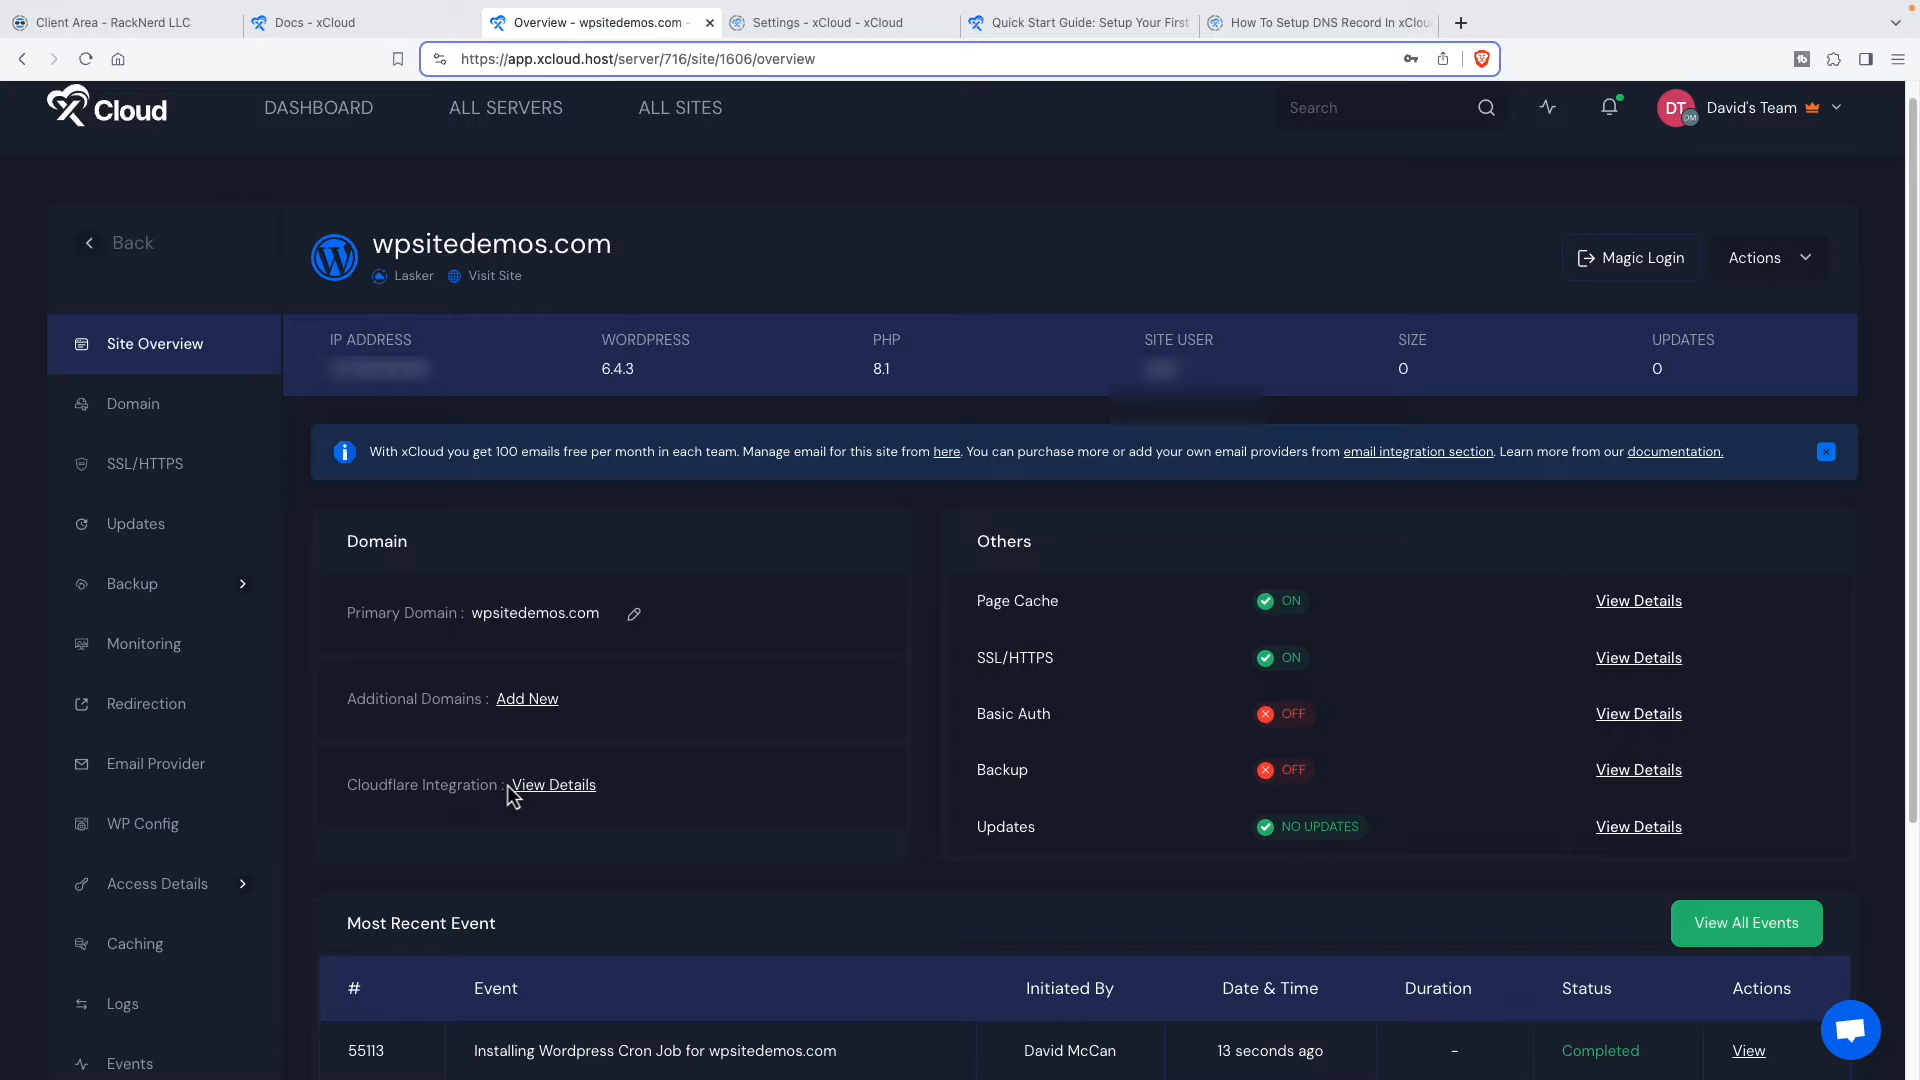 Client Area - RackNerd LLC
Docs - xCloud
Overview - wpsitedemos.com -
Settings - xCloud - xCloud
Quick Start Guide: Setup Your First
How To Setup DNS Record In xClou
https://app.xcloud.host/server/716/site/1606/overview
xCloud
DASHBOARD
ALL SERVERS
ALL SITES
Search
DT
DM
David's Team
Back
wpsitedemos.com
Lasker
Visit Site
Magic Login
Actions
Site Overview
Domain
SSL/HTTPS
Updates
Backup
Monitoring
Redirection
Email Provider
WP Config
Access Details
Caching
Logs
Events
IP ADDRESS
WORDPRESS
6.4.3
PHP
8.1
SITE USER
SIZE
0
UPDATES
0
With xCloud you get 100 emails free per month in each team. Manage email for this site from here. You can purchase more or add your own email providers from email integration section. Learn more from our documentation.
Domain
Primary Domain : wpsitedemos.com
Additional Domains : Add New
Cloudflare Integration : View Details
Others
Page Cache ON View Details
SSL/HTTPS ON View Details
Basic Auth OFF View Details
Backup OFF View Details
Updates NO UPDATES View Details
Most Recent Event
View All Events
# Event Initiated By Date & Time Duration Status Actions
55113 Installing Wordpress Cron Job for wpsitedemos.com David McCan 13 seconds ago - Completed View